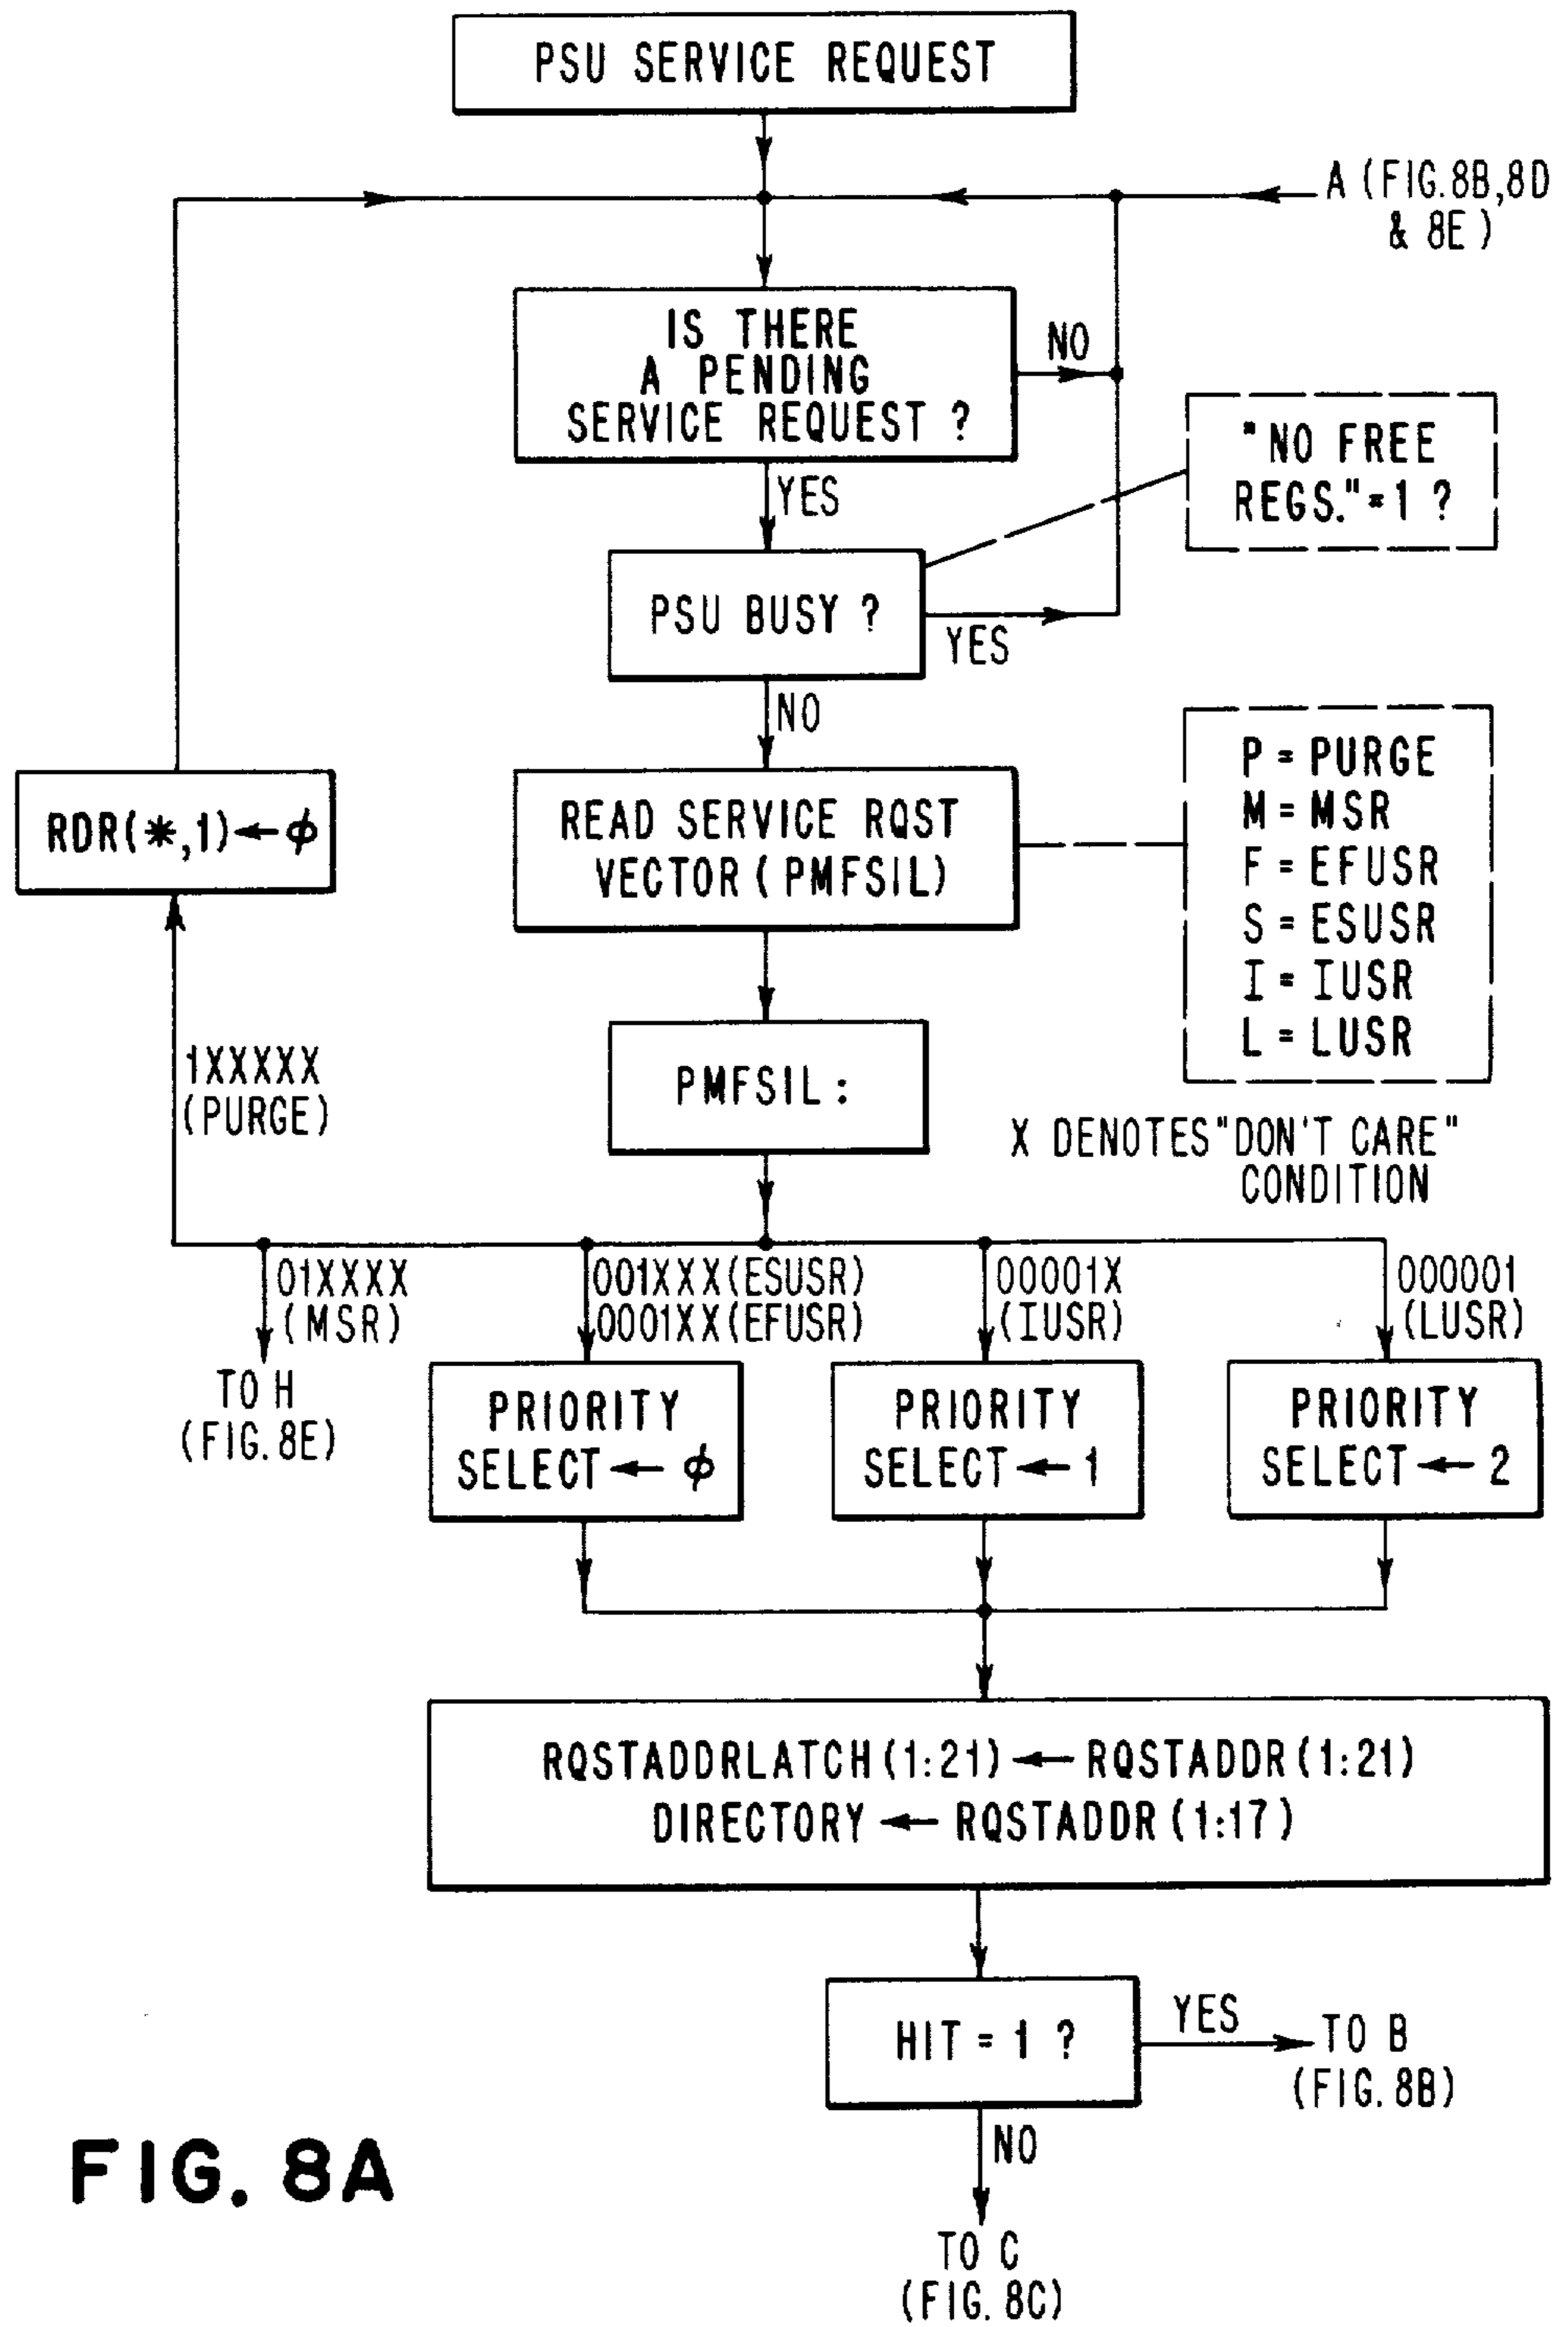 PSU SERVICE REQUEST
A (FIG.8B,8D
& 8E)
IS THERE
A PENDING
SERVICE REQUEST ?
NO
YES
"NO FREE
REGS."=1 ?
PSU BUSY ?
YES
NO
READ SERVICE RQST
VECTOR (PMFSIL)
P = PURGE
M = MSR
F = EFUSR
S = ESUSR
I = IUSR
L = LUSR
RDR(*,1)←ϕ
1XXXXX
(PURGE)
PMFSIL:
X DENOTES "DON'T CARE"
CONDITION
01XXXX
(MSR)
TO H
(FIG. 8E)
001XXX(ESUSR)
0001XX(EFUSR)
00001X
(IUSR)
000001
(LUSR)
PRIORITY
SELECT ← ϕ
PRIORITY
SELECT ← 1
PRIORITY
SELECT ← 2
RQSTADDRLATCH (1:21) ← RQSTADDR (1:21)
DIRECTORY ← RQSTADDR (1:17)
HIT = 1 ?
YES
TO B
(FIG. 8B)
NO
TO C
(FIG. 8C)
FIG. 8A